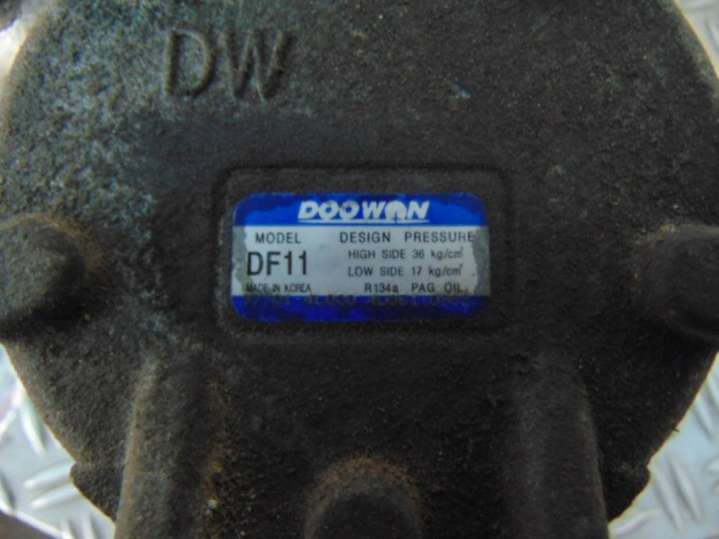 DW
DOOWON
MODEL DESIGN PRESSURE
DF11 HIGH SIDE 36 kg/cm²
LOW SIDE 17 kg/cm²
MADE IN KOREA R134a PAG OIL